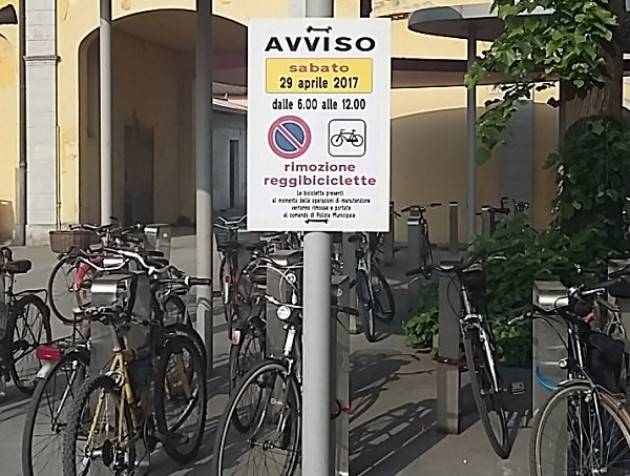 AVVISO
sabato
29 aprile 2017
dalle 6.00 alle 12.00
rimozione
reggibiciclette
Le biciclette presenti
al momento delle operazioni di manutenzione
verranno rimosse e portate
al comando di Polizia Municipale